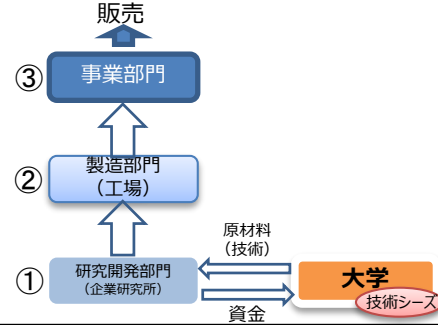 販売
③
事業部門
②
製造部門
（工場）
原材料
（技術）
①
研究開発部門
（企業研究所）
大学
技術シーズ
資金